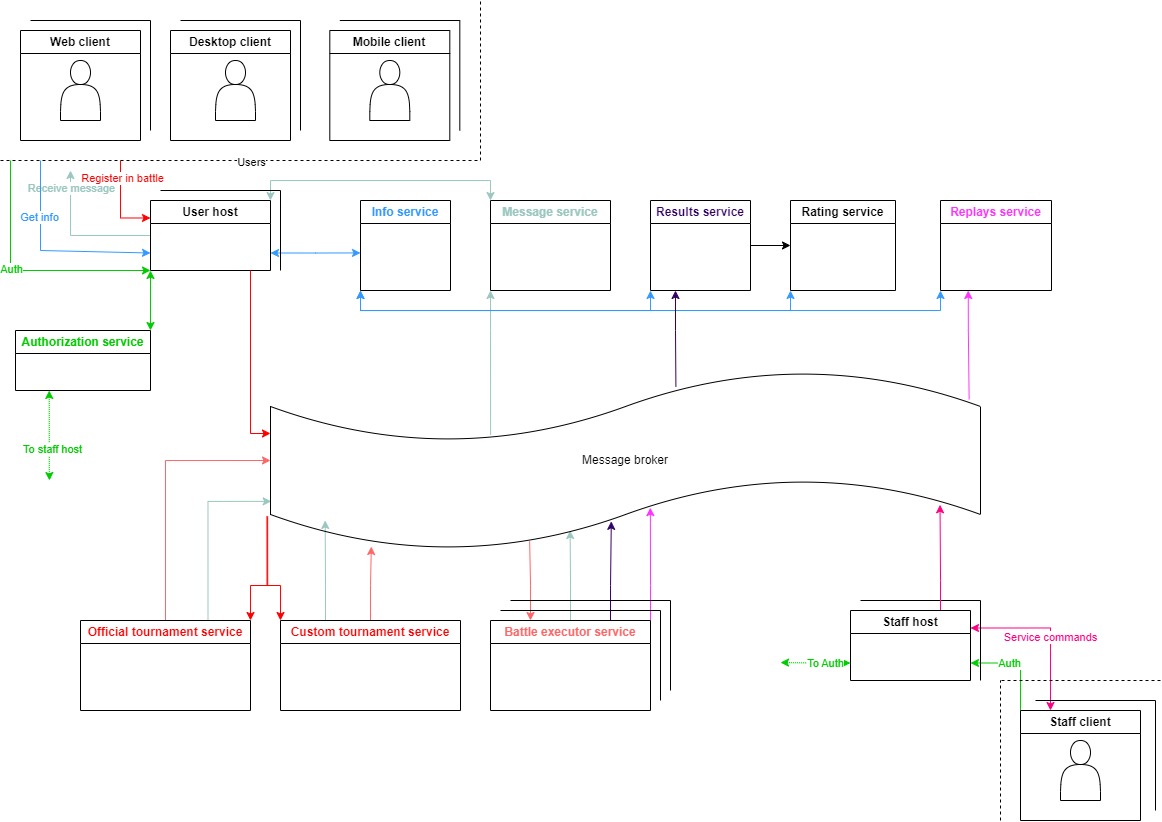 Web client
Desktop client
Mobile client
Users
Register in battle
Receive message
Get info
Auth
User host
Info service
Message service
Results service
Rating service
Replays service
Authorization service
To staff host
Message broker
Official tournament service
Custom tournament service
Battle executor service
Staff host
Service commands
To Auth
Auth
Staff client